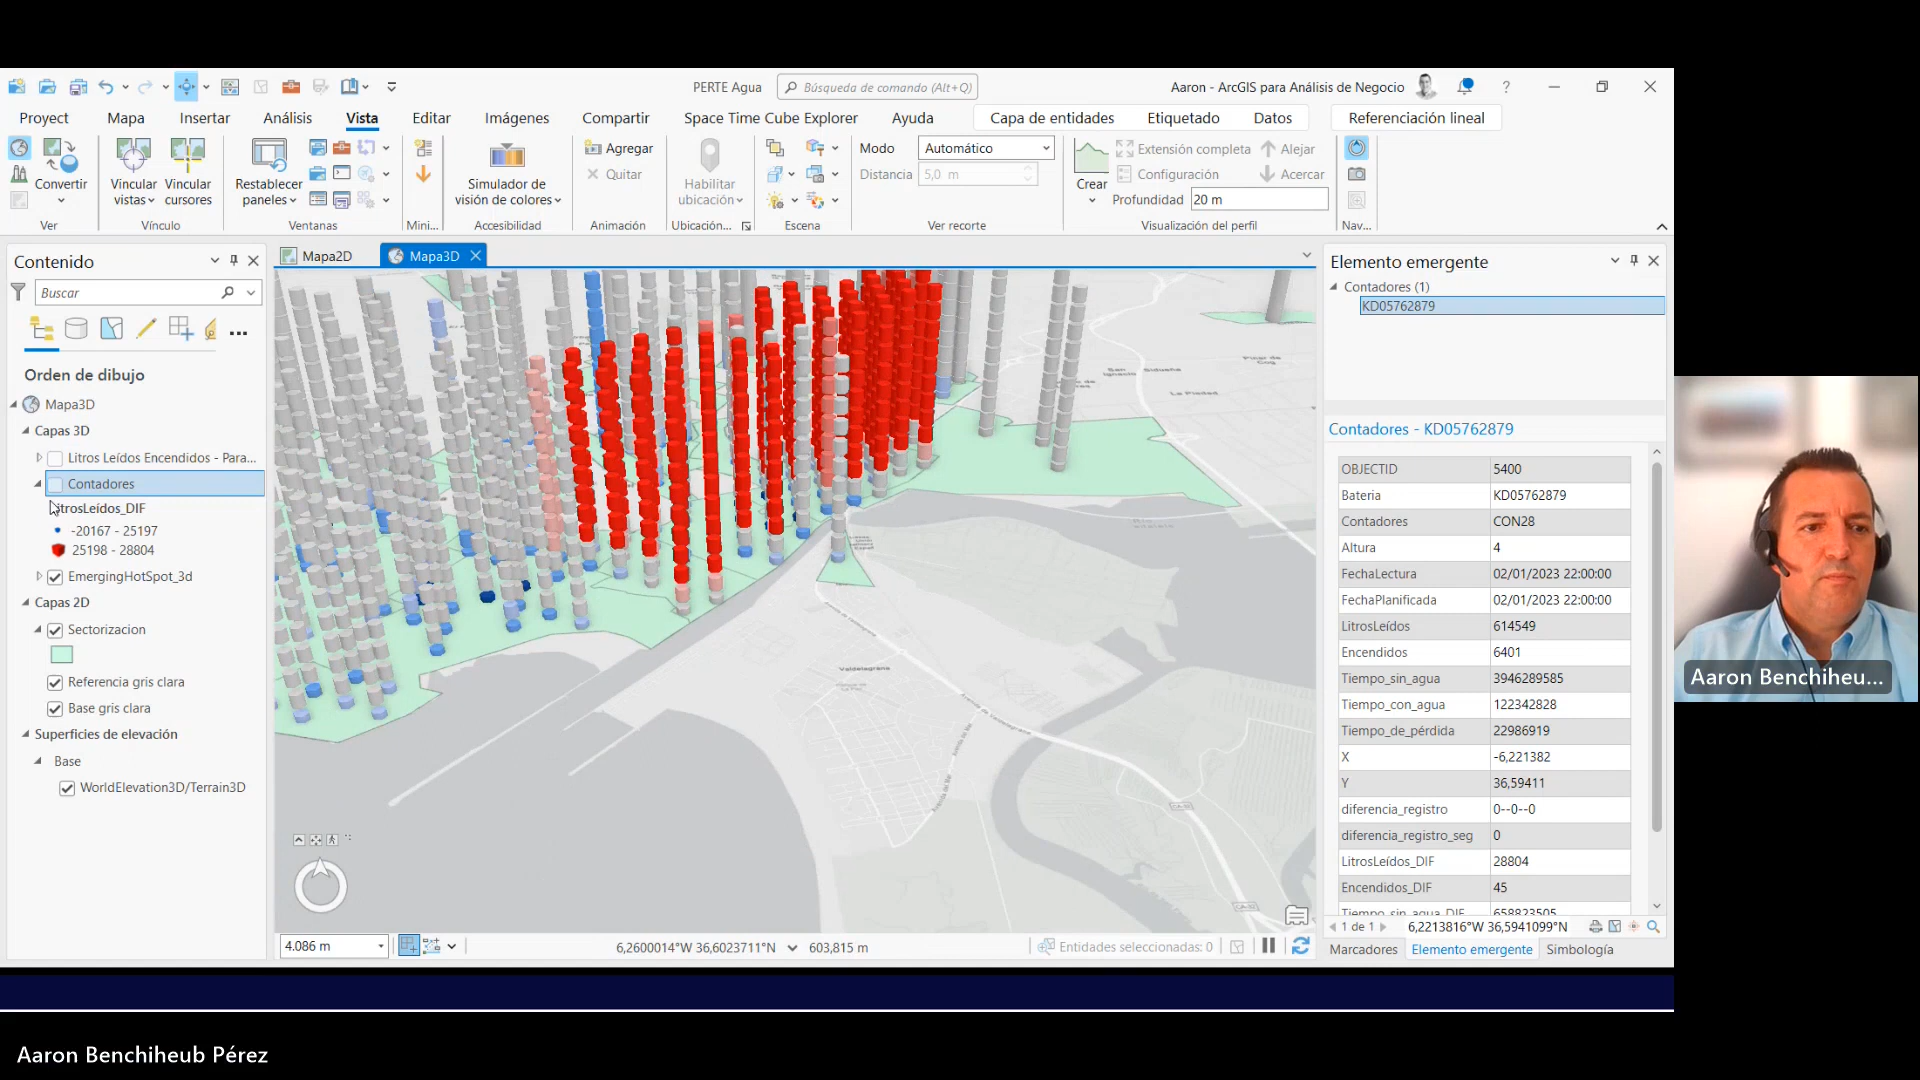 PERTE Agua
Búsqueda de comando (Alt+Q)
Aaron - ArcGIS para Análisis de Negocio
Proyect
Mapa
Insertar
Análisis
Vista
Editar
Imágenes
Compartir
Space Time Cube Explorer
Ayuda
Capa de entidades
Etiquetado
Datos
Referenciación lineal
Convertir
Vincular vistas
Vincular cursores
Restablecer paneles
Simulador de visión de colores
Agregar
Quitar
Habilitar ubicación
Modo
Automático
Distancia
5,0 m
Crear
Extensión completa
Alejar
Configuración
Acercar
Profundidad
20 m
Ver
Vínculo
Ventanas
Mini...
Accesibilidad
Animación
Ubicación...
Escena
Ver recorte
Visualización del perfil
Nav...
Contenido
Buscar
Orden de dibujo
Mapa3D
Capas 3D
Litros Leídos Encendidos - Para...
Contadores
itrosLeídos_DIF
-20167 - 25197
25198 - 28804
EmergingHotSpot_3d
Capas 2D
Sectorizacion
Referencia gris clara
Base gris clara
Superficies de elevación
Base
WorldElevation3D/Terrain3D
Mapa2D
Mapa3D
Valdelagrana
La Piedad
CA-32
4.086 m
6,2600014°W 36,6023711°N
603,815 m
Entidades seleccionadas: 0
Elemento emergente
Contadores (1)
KD05762879
Contadores - KD05762879
OBJECTID 5400
Bateria KD05762879
Contadores CON28
Altura 4
FechaLectura 02/01/2023 22:00:00
FechaPlanificada 02/01/2023 22:00:00
LitrosLeídos 614549
Encendidos 6401
Tiempo_sin_agua 3946289585
Tiempo_con_agua 122342828
Tiempo_de_pérdida 22986919
X -6,221382
Y 36,59411
diferencia_registro 0--0--0
diferencia_registro_seg 0
LitrosLeídos_DIF 28804
Encendidos_DIF 45
Tiempo_sin_agua_DIF 658823505
1 de 1
6,2213816°W 36,5941099°N
Marcadores
Elemento emergente
Simbología
Aaron Benchiheu...
Aaron Benchiheub Pérez